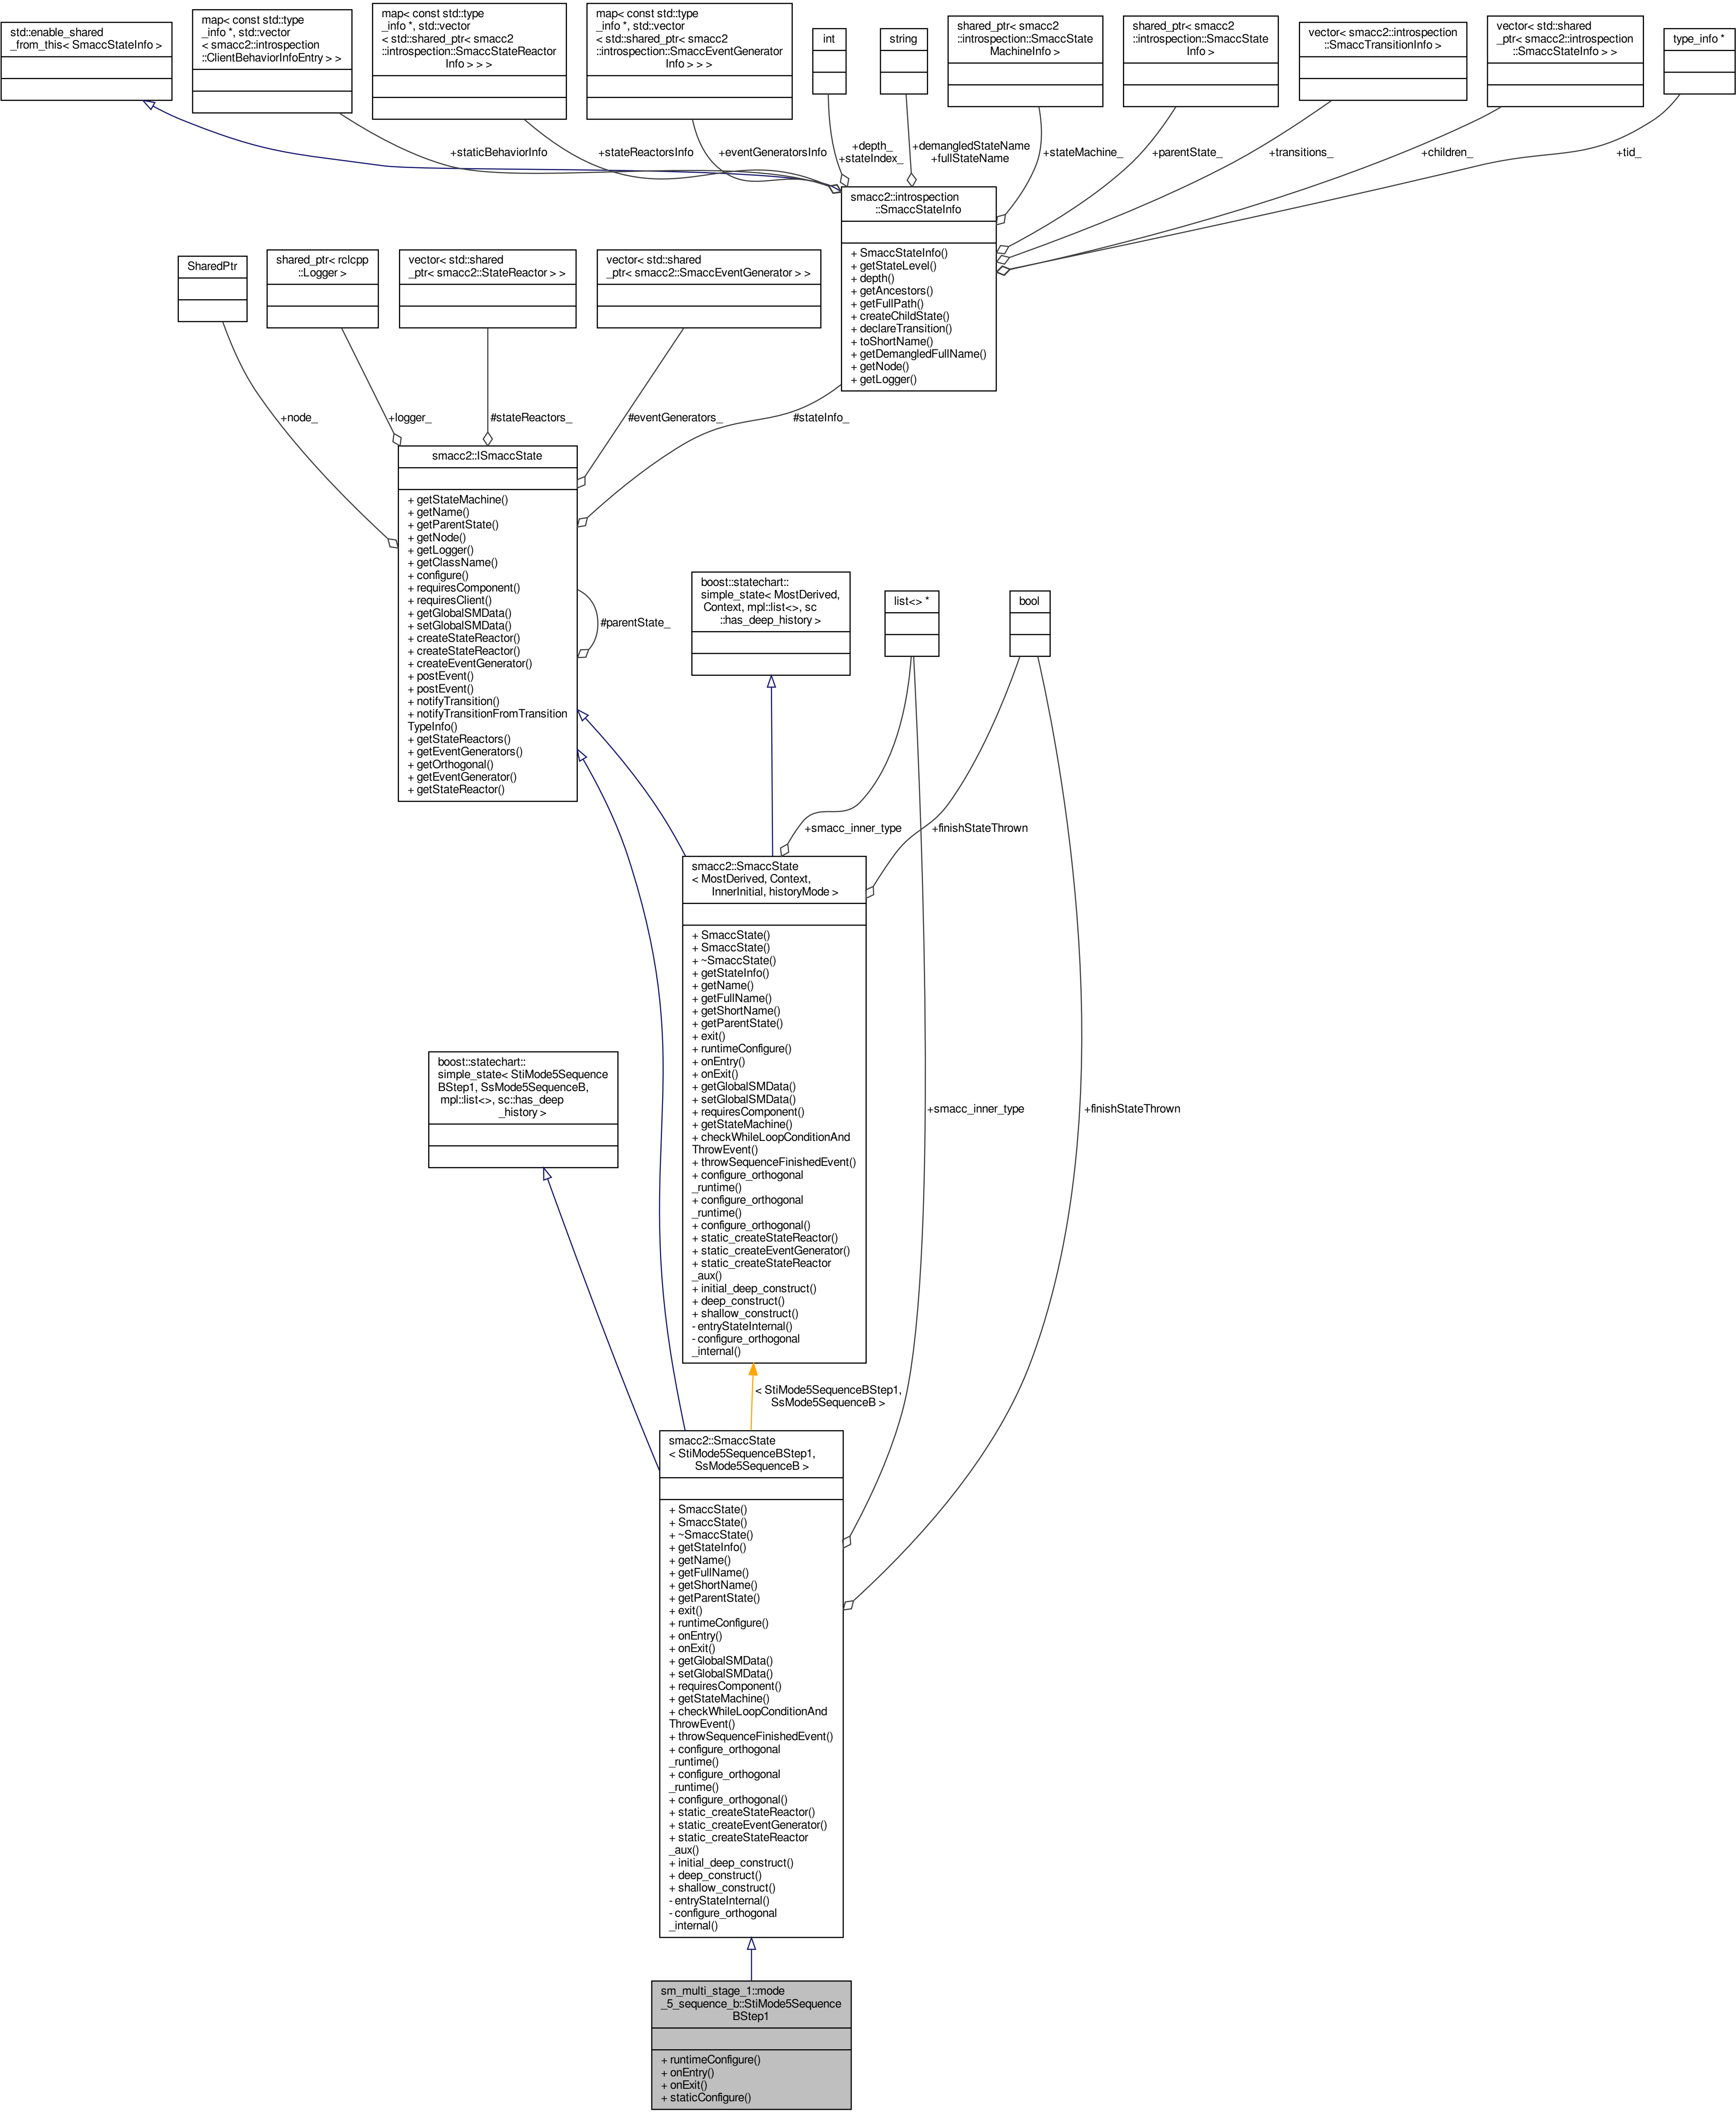 std::enable_shared
_from_this< SmaccStateInfo >
map< const std::type
_info *, std::vector
< smacc2::introspection
::ClientBehaviorInfoEntry > >
map< const std::type
_info *, std::vector
< std::shared_ptr< smacc2
::introspection::SmaccStateReactor
Info > > >
map< const std::type
_info *, std::vector
< std::shared_ptr< smacc2
::introspection::SmaccEventGenerator
Info > > >
int
string
shared_ptr< smacc2
::introspection::SmaccState
MachineInfo >
shared_ptr< smacc2
::introspection::SmaccState
Info >
vector< smacc2::introspection
::SmaccTransitionInfo >
vector< std::shared
_ptr< smacc2::introspection
::SmaccStateInfo > >
type_info *
+staticBehaviorInfo
+stateReactorsInfo
+eventGeneratorsInfo
+depth_
+stateIndex_
+demangledStateName
+fullStateName
+stateMachine_
+parentState_
+transitions_
+children_
+tid_
smacc2::introspection
::SmaccStateInfo
+ SmaccStateInfo()
+ getStateLevel()
+ depth()
+ getAncestors()
+ getFullPath()
+ createChildState()
+ declareTransition()
+ toShortName()
+ getDemangledFullName()
+ getNode()
+ getLogger()
SharedPtr
shared_ptr< rclcpp
::Logger >
vector< std::shared
_ptr< smacc2::StateReactor > >
vector< std::shared
_ptr< smacc2::SmaccEventGenerator > >
+node_
+logger_
#stateReactors_
#eventGenerators_
#stateInfo_
smacc2::ISmaccState
+ getStateMachine()
+ getName()
+ getParentState()
+ getNode()
+ getLogger()
+ getClassName()
+ configure()
+ requiresComponent()
+ requiresClient()
+ getGlobalSMData()
+ setGlobalSMData()
+ createStateReactor()
+ createStateReactor()
+ createEventGenerator()
+ postEvent()
+ postEvent()
+ notifyTransition()
+ notifyTransitionFromTransition
TypeInfo()
+ getStateReactors()
+ getEventGenerators()
+ getOrthogonal()
+ getEventGenerator()
+ getStateReactor()
#parentState_
boost::statechart::
simple_state< MostDerived,
Context, mpl::list<>, sc
::has_deep_history >
list<> *
bool
+smacc_inner_type
+finishStateThrown
smacc2::SmaccState
< MostDerived, Context,
InnerInitial, historyMode >
+ SmaccState()
+ SmaccState()
+ ~SmaccState()
+ getStateInfo()
+ getName()
+ getFullName()
+ getShortName()
+ getParentState()
+ exit()
+ runtimeConfigure()
+ onEntry()
+ onExit()
+ getGlobalSMData()
+ setGlobalSMData()
+ requiresComponent()
+ getStateMachine()
+ checkWhileLoopConditionAnd
ThrowEvent()
+ throwSequenceFinishedEvent()
+ configure_orthogonal
_runtime()
+ configure_orthogonal
_runtime()
+ configure_orthogonal()
+ static_createStateReactor()
+ static_createEventGenerator()
+ static_createStateReactor
_aux()
+ initial_deep_construct()
+ deep_construct()
+ shallow_construct()
- entryStateInternal()
- configure_orthogonal
_internal()
boost::statechart::
simple_state< StiMode5Sequence
BStep1, SsMode5SequenceB,
mpl::list<>, sc::has_deep
_history >
+smacc_inner_type
+finishStateThrown
< StiMode5SequenceBStep1,
SsMode5SequenceB >
smacc2::SmaccState
< StiMode5SequenceBStep1,
SsMode5SequenceB >
+ SmaccState()
+ SmaccState()
+ ~SmaccState()
+ getStateInfo()
+ getName()
+ getFullName()
+ getShortName()
+ getParentState()
+ exit()
+ runtimeConfigure()
+ onEntry()
+ onExit()
+ getGlobalSMData()
+ setGlobalSMData()
+ requiresComponent()
+ getStateMachine()
+ checkWhileLoopConditionAnd
ThrowEvent()
+ throwSequenceFinishedEvent()
+ configure_orthogonal
_runtime()
+ configure_orthogonal
_runtime()
+ configure_orthogonal()
+ static_createStateReactor()
+ static_createEventGenerator()
+ static_createStateReactor
_aux()
+ initial_deep_construct()
+ deep_construct()
+ shallow_construct()
- entryStateInternal()
- configure_orthogonal
_internal()
sm_multi_stage_1::mode
_5_sequence_b::StiMode5Sequence
BStep1
+ runtimeConfigure()
+ onEntry()
+ onExit()
+ staticConfigure()